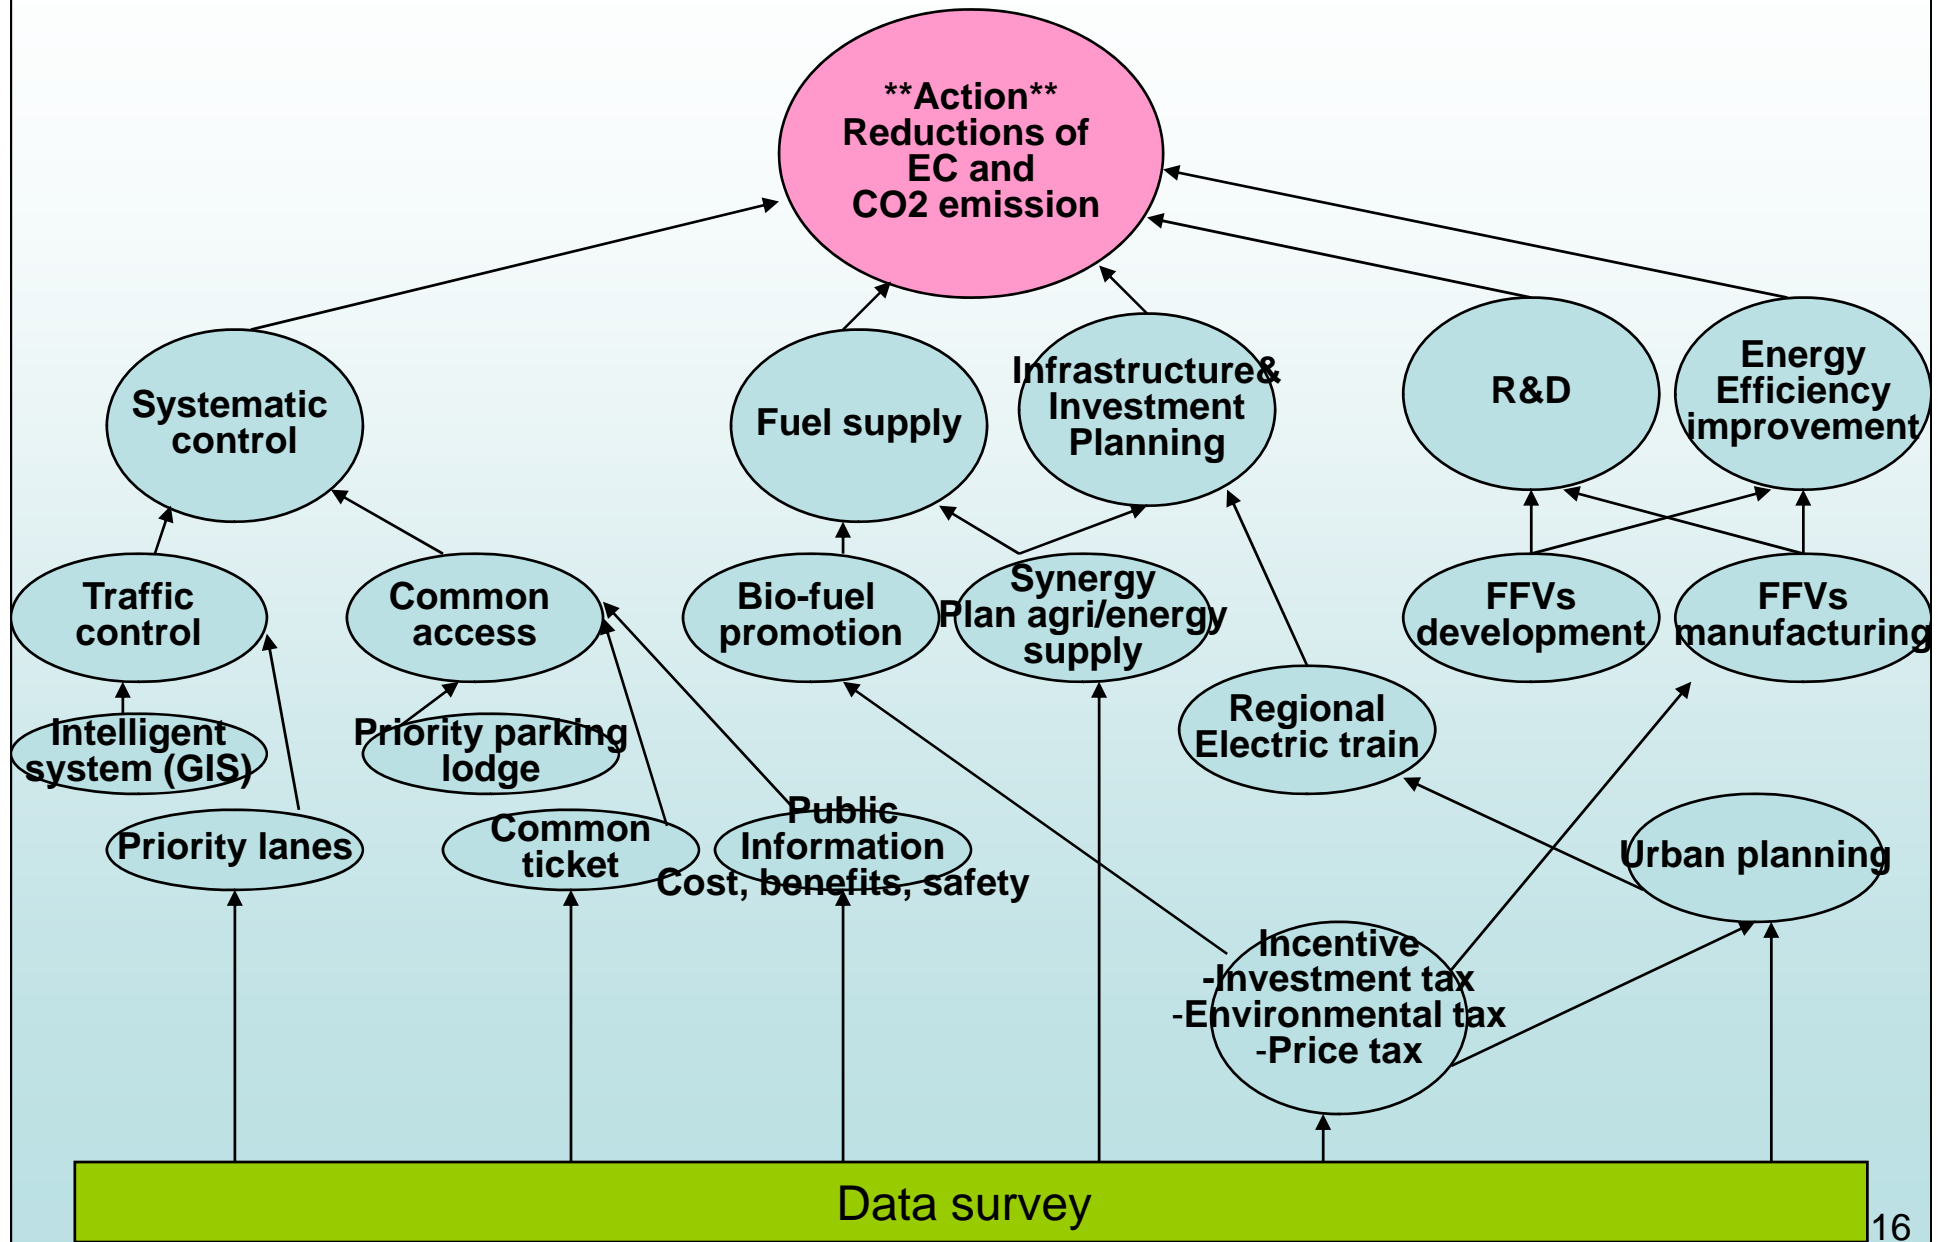 **Action**
Reductions of
EC and
CO2 emission
Systematic
control
Fuel supply
Infrastructure&
Investment
Planning
R&D
Energy
Efficiency
improvement
Traffic
control
Common
access
Bio-fuel
promotion
Synergy
Plan agri/energy
supply
FFVs
development
FFVs
manufacturing
Intelligent
system (GIS)
Priority parking
lodge
Regional
Electric train
Priority lanes
Common
ticket
Public
Information
Cost, benefits, safety
Urban planning
Incentive
-Investment tax
-Environmental tax
-Price tax
Data survey
16